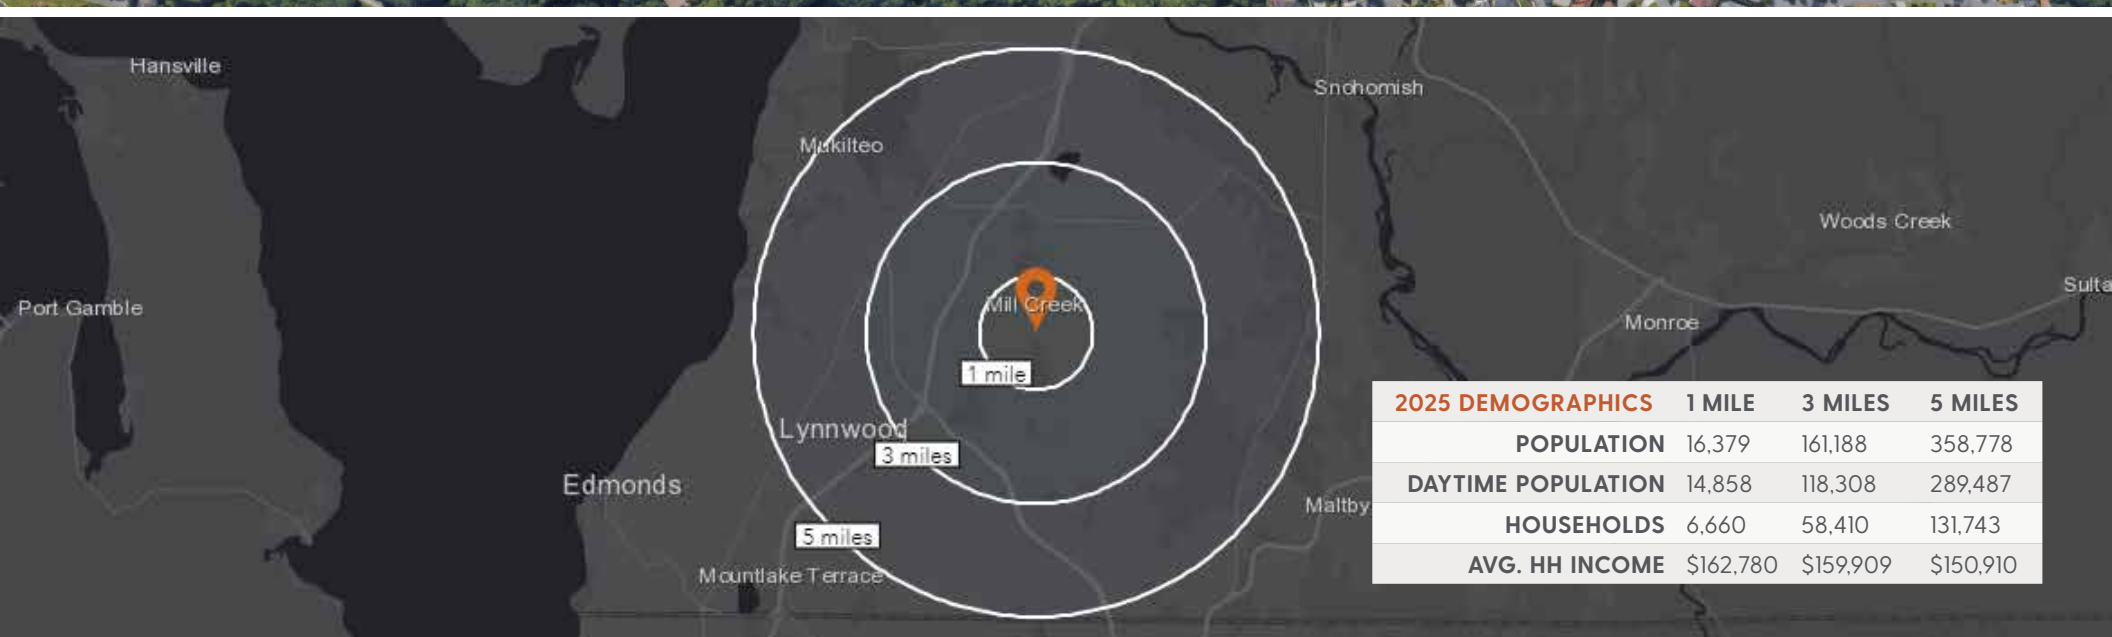 Hansville
Snohomish
Mukilteo
Woods Creek
Sulta
Mill Creek
Port Gamble
Monroe
1 mile
Lynnwood
3 miles
Edmonds
Maltby
5 miles
Mountlake Terrace
2025 DEMOGRAPHICS 1 MILE 3 MILES 5 MILES
POPULATION 16,379 161,188 358,778
DAYTIME POPULATION 14,858 118,308 289,487
HOUSEHOLDS 6,660 58,410 131,743
AVG. HH INCOME $162,780 $159,909 $150,910